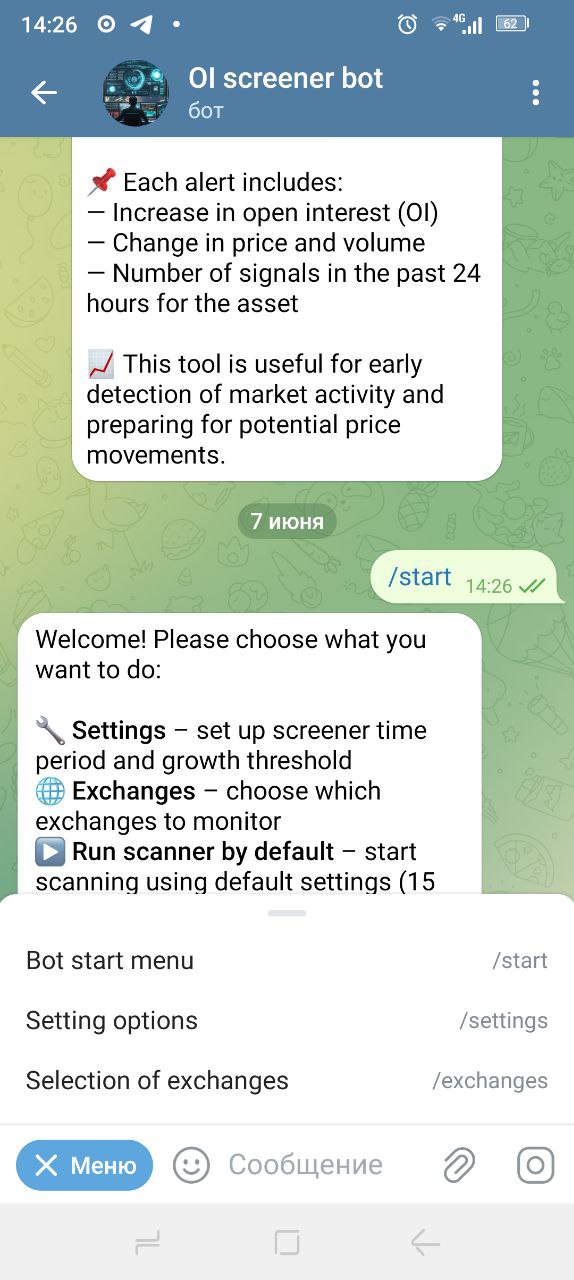 14:26
4G
62
OI screener bot
бот
Each alert includes:
— Increase in open interest (OI)
— Change in price and volume
— Number of signals in the past 24
hours for the asset
This tool is useful for early
detection of market activity and
preparing for potential price
movements.
7 июня
/start 14:26
Welcome! Please choose what you
want to do:
Settings – set up screener time
period and growth threshold
Exchanges – choose which
exchanges to monitor
Run scanner by default – start
scanning using default settings (15
Bot start menu /start
Setting options /settings
Selection of exchanges /exchanges
Меню
Сообщение